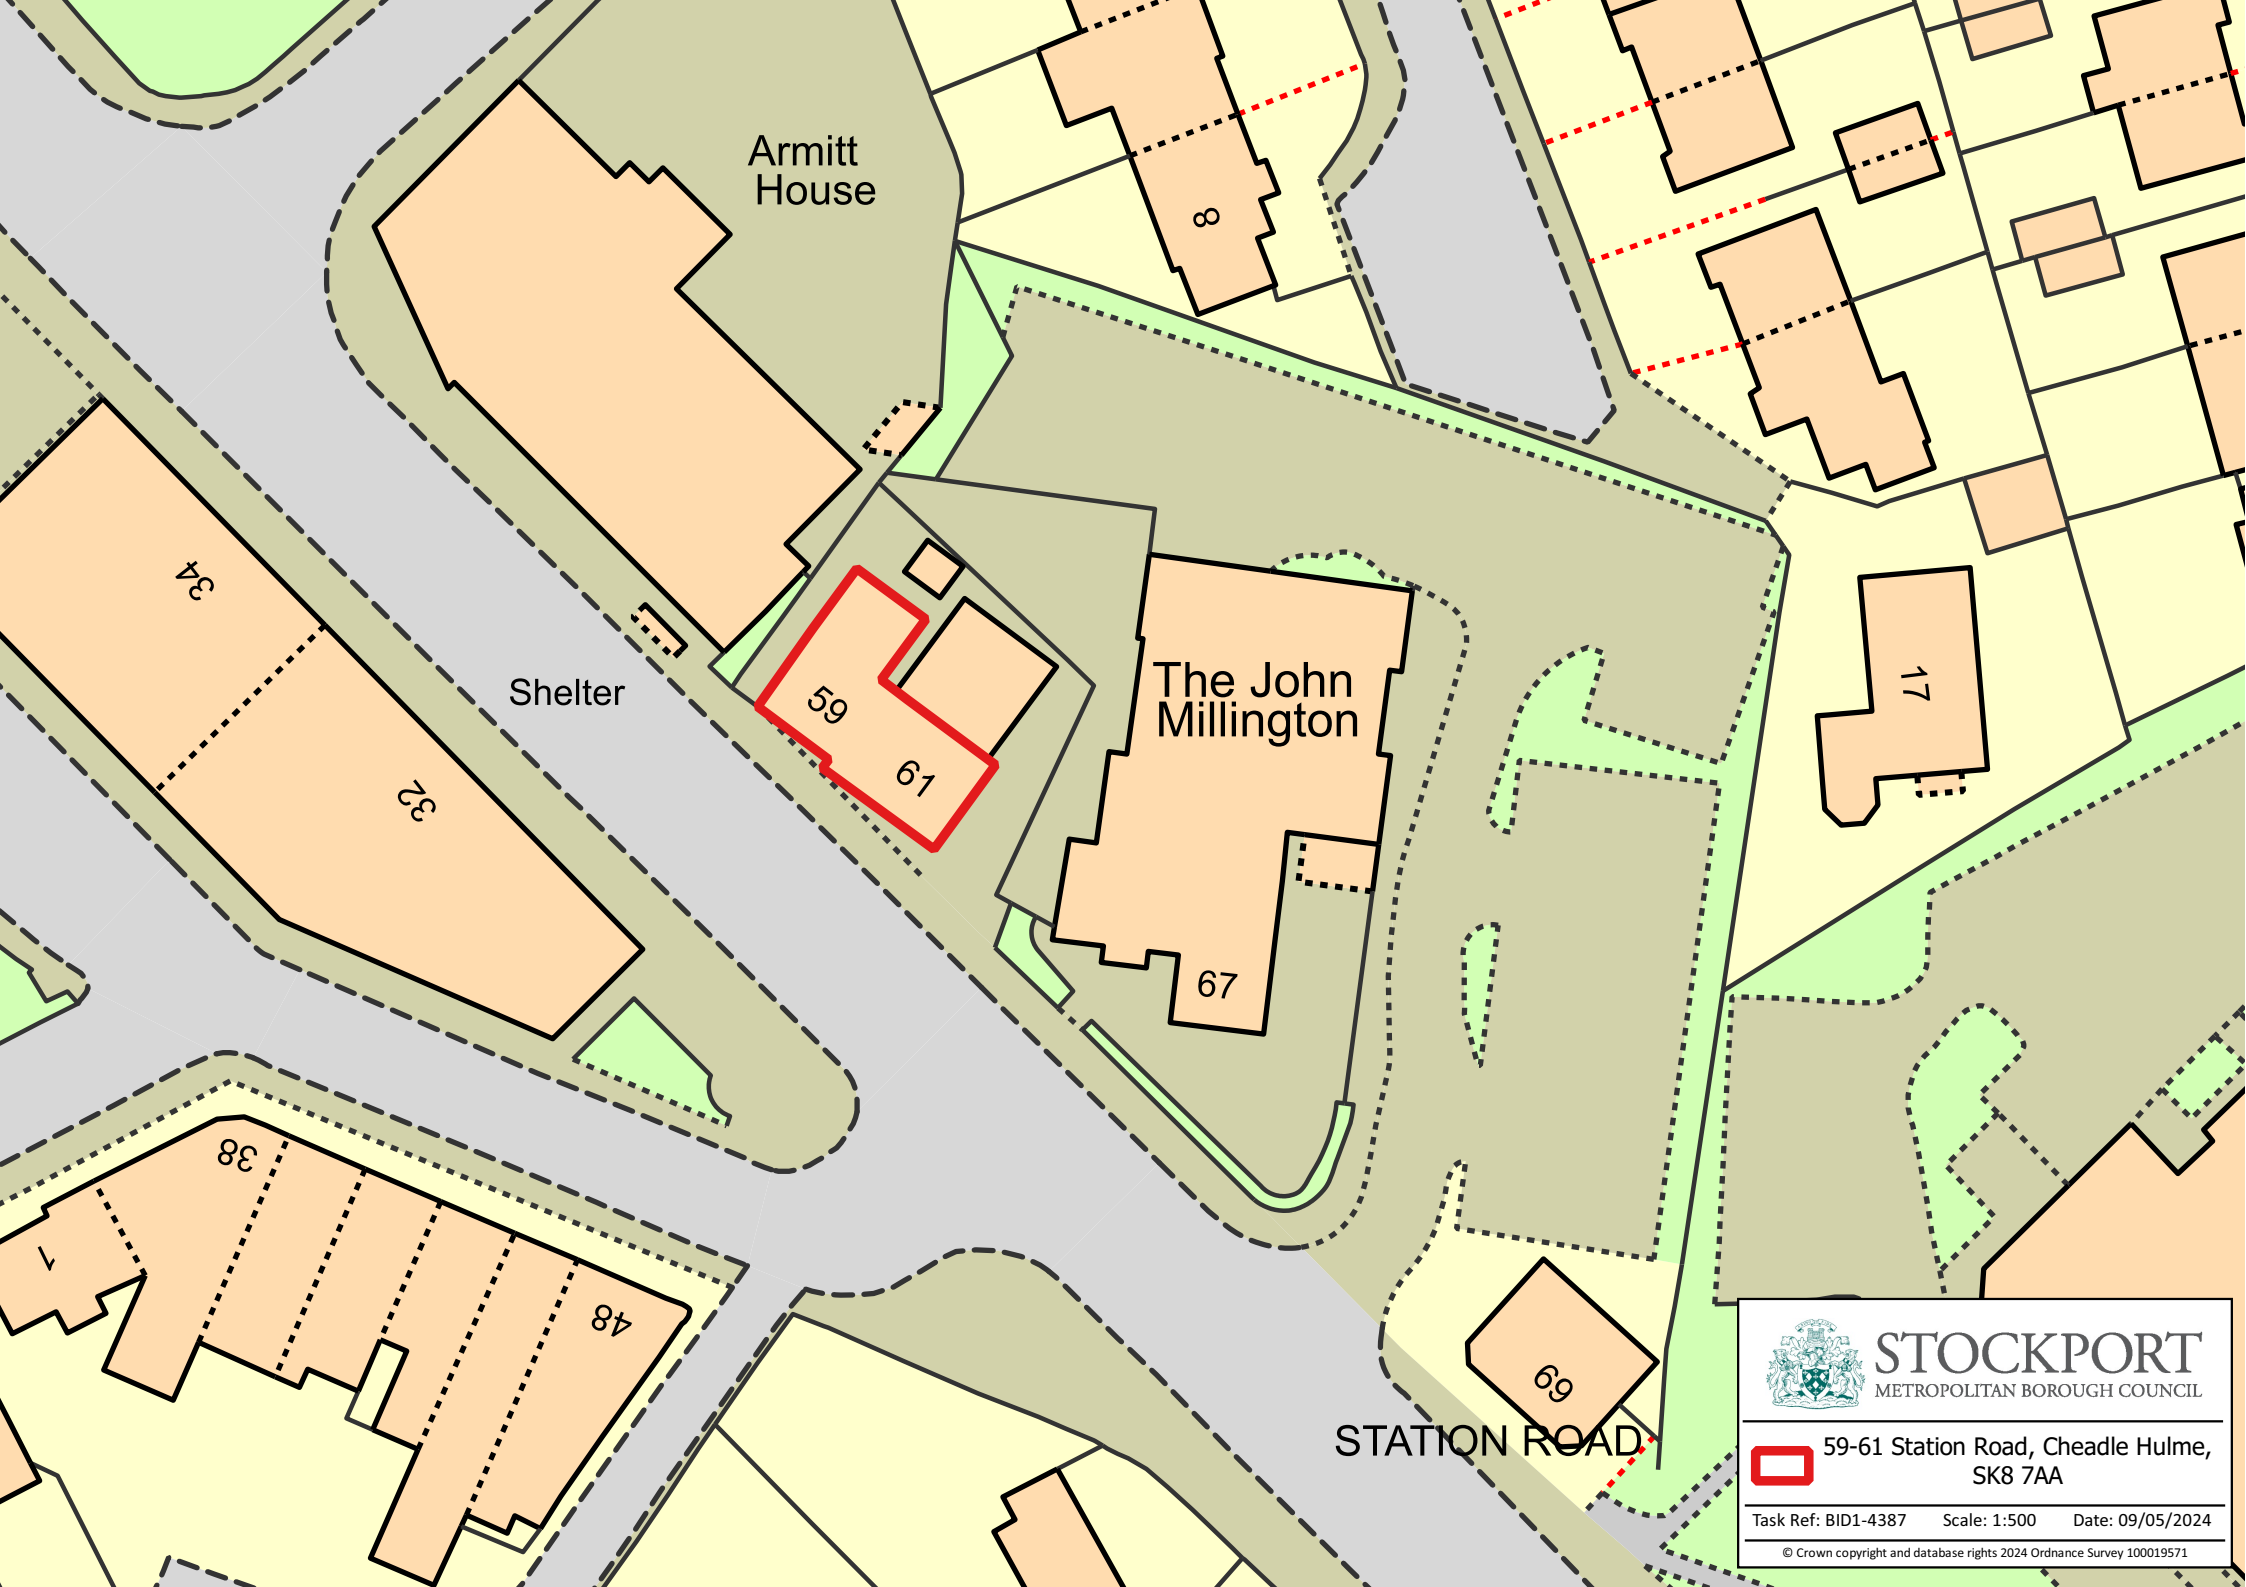 Armitt
House
8
34
59
Shelter
The John
Millington
17
61
32
67
38
1
48
69
STATION ROAD
STOCKPORT
METROPOLITAN BOROUGH COUNCIL
59-61 Station Road, Cheadle Hulme,
SK8 7AA
Task Ref: BID1-4387 Scale: 1:500 Date: 09/05/2024
© Crown copyright and database rights 2024 Ordnance Survey 100019571